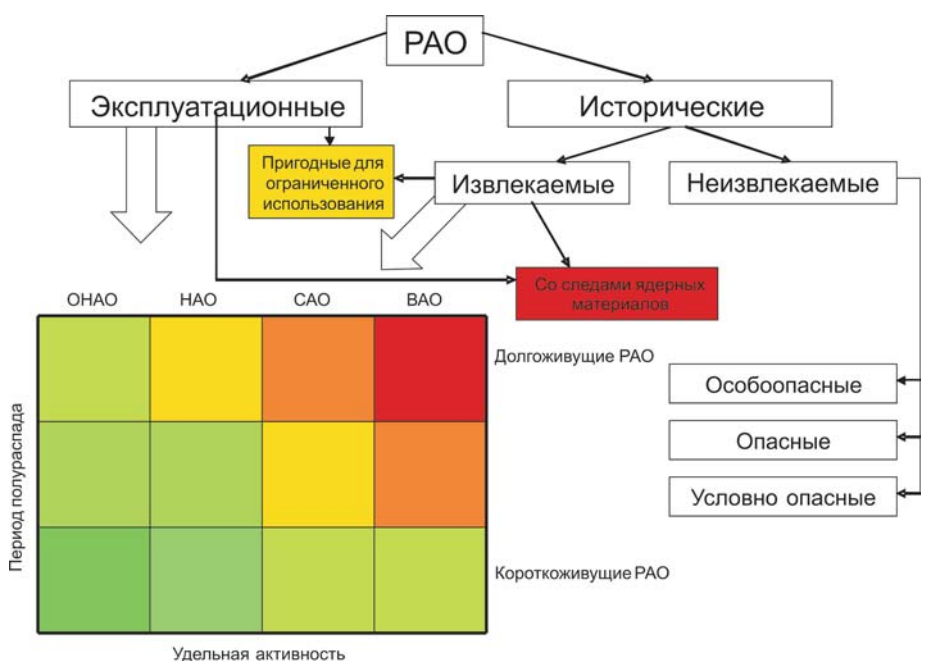 РАО
Эксплуатационные
Исторические
Пригодные для
ограниченного
использования
Извлекаемые
Неизвлекаемые
Со следами ядерных
материалов
ОНАО
НАО
САО
ВАО
Долгоживущие РАО
Особоопасные
Опасные
Условно опасные
Период полураспада
Короткоживущие РАО
Удельная активность